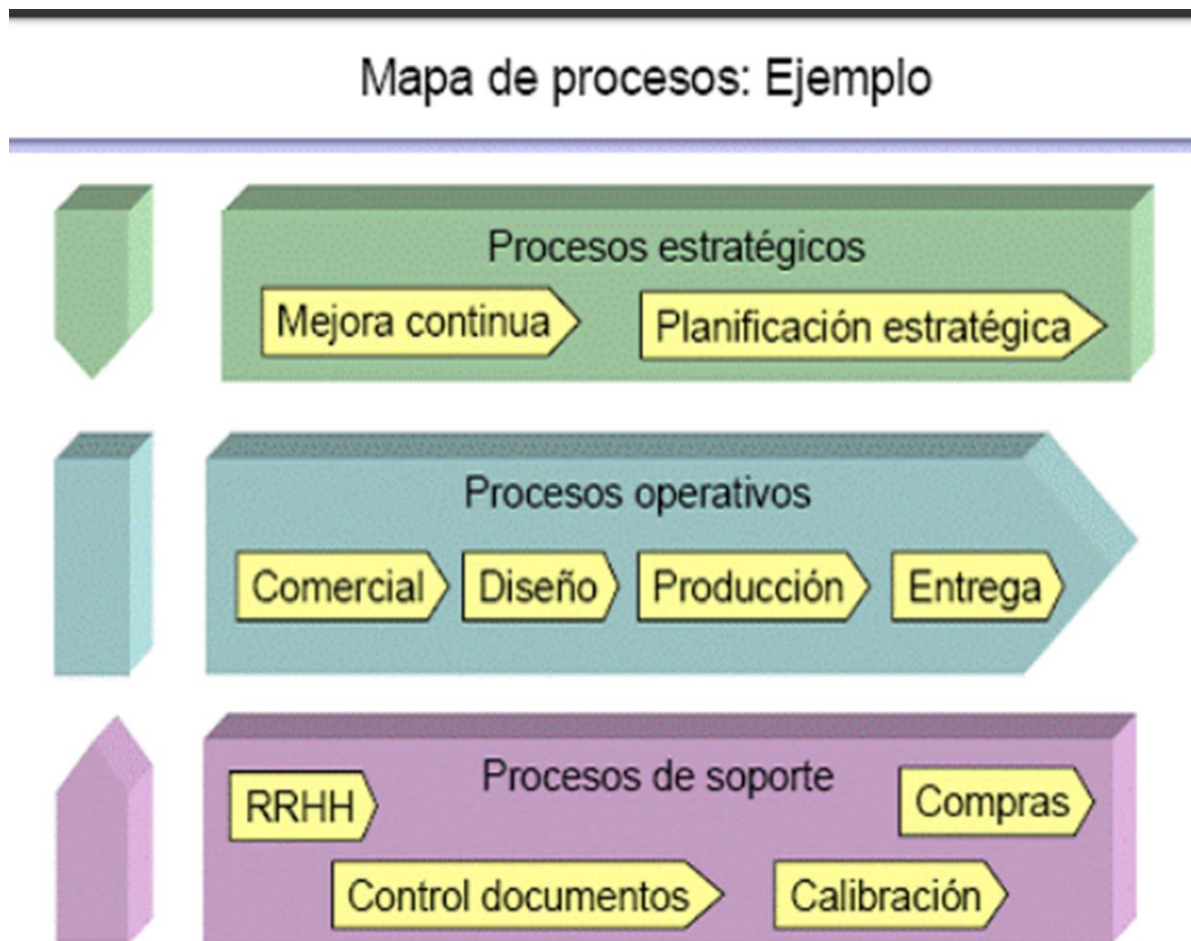 Mapa de procesos: Ejemplo
Procesos estratégicos
Mejora continua
Planificación estratégica
Procesos operativos
Comercial
Diseño
Producción
Entrega
Procesos de soporte
RRHH
Compras
Control documentos
Calibración